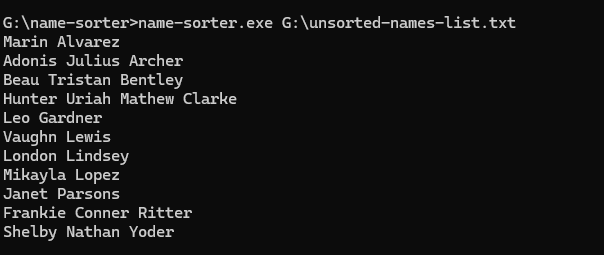 G:\name-sorter>name-sorter.exe G:\unsorted-names-list.txt
Marin Alvarez
Adonis Julius Archer
Beau Tristan Bentley
Hunter Uriah Mathew Clarke
Leo Gardner
Vaughn Lewis
London Lindsey
Mikayla Lopez
Janet Parsons
Frankie Conner Ritter
Shelby Nathan Yoder